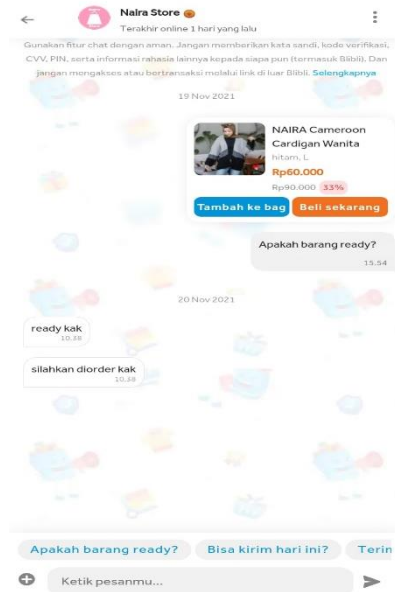 Naira Store
Terakhir online 1 hari yang lalu
Gunakan fitur chat dengan aman. Jangan memberikan kata sandi, kode verifikasi,
CVV, PIN, serta informasi rahasia lainnya kepada siapa pun (termasuk Blibli). Dan
jangan mengakses atau bertransaksi melalui link di luar Blibli. Selengkapnya
19 Nov 2021
NAIRA Cameroon
Cardigan Wanita
hitam, L
Rp60.000
Rp90.000 33%
Tambah ke bag Beli sekarang
Apakah barang ready?
15.54
20 Nov 2021
ready kak
10.38
silahkan diorder kak
10.38
Apakah barang ready? Bisa kirim hari ini? Terin
Ketik pesanmu...